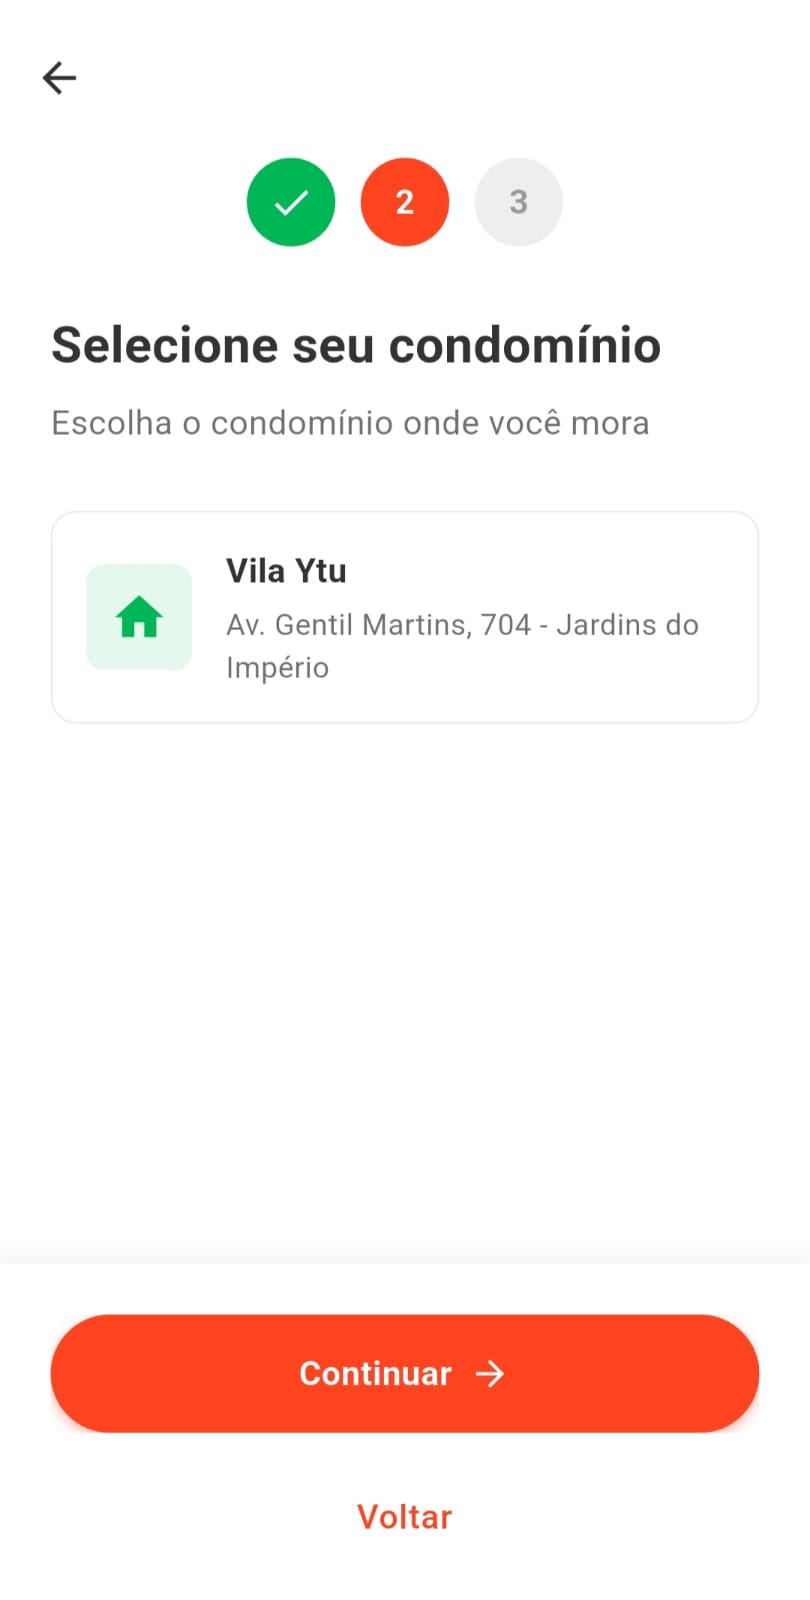 2
3
Selecione seu condomínio
Escolha o condomínio onde você mora
Vila Ytu
Av. Gentil Martins, 704 - Jardins do
Império
Continuar
Voltar